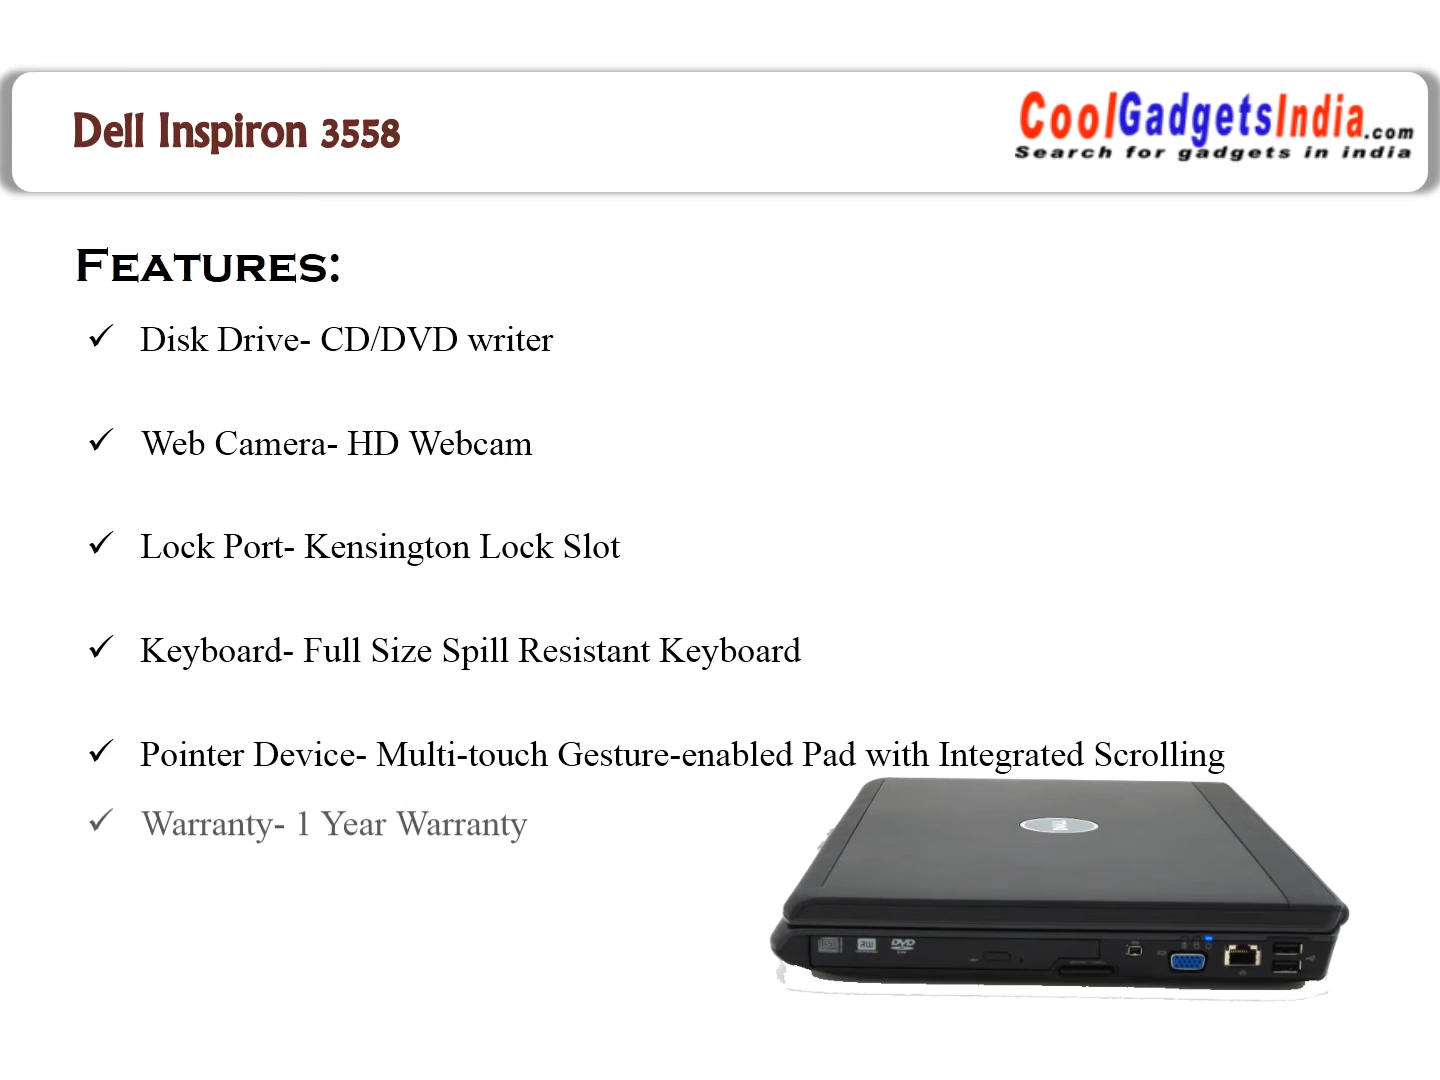 Dell Inspiron 3558
CoolGadgetsIndia.com
Search for gadgets in india
Features:
✓ Disk Drive- CD/DVD writer
✓ Web Camera- HD Webcam
✓ Lock Port- Kensington Lock Slot
✓ Keyboard- Full Size Spill Resistant Keyboard
✓ Pointer Device- Multi-touch Gesture-enabled Pad with Integrated Scrolling
✓ Warranty- 1 Year Warranty
DELL
RW DVD